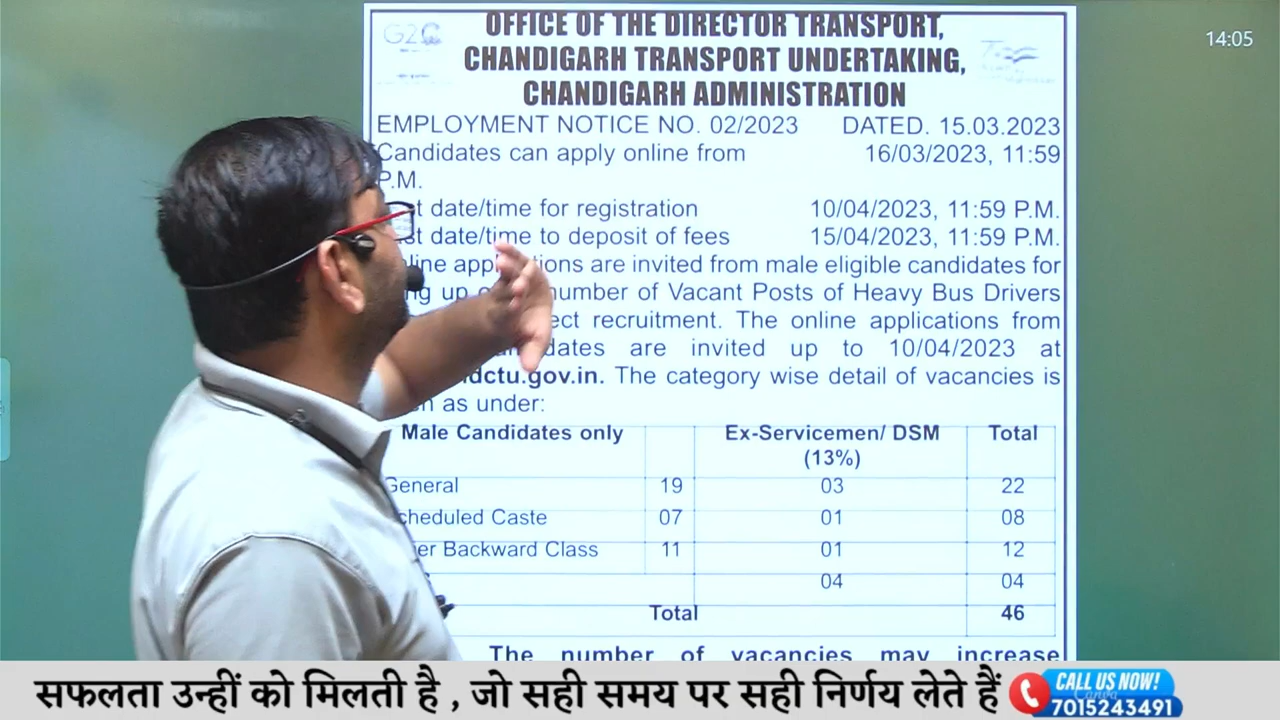 14:05
OFFICE OF THE DIRECTOR TRANSPORT,
CHANDIGARH TRANSPORT UNDERTAKING,
CHANDIGARH ADMINISTRATION
EMPLOYMENT NOTICE NO. 02/2023 DATED. 15.03.2023
Candidates can apply online from 16/03/2023, 11:59
P.M.
date/time for registration 10/04/2023, 11:59 P.M.
date/time to deposit of fees 15/04/2023, 11:59 P.M.
are invited from male eligible candidates for
up number of Vacant Posts of Heavy Bus Drivers
recruitment. The online applications from
are invited up to 10/04/2023 at
dctu.gov.in. The category wise detail of vacancies is
as under:
Male Candidates only Ex-Servicemen/ DSM Total
(13%)
General 19 03 22
Scheduled Caste 07 01 08
Backward Class 11 01 12
04 04
Total 46
The number of vacancies may increase
सफलता उन्हीं को मिलती है , जो सही समय पर सही निर्णय लेते हैं
CALL US NOW!
7015243491